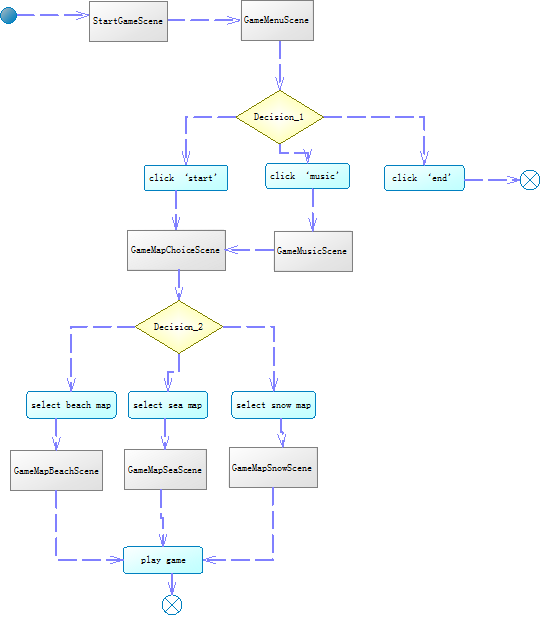 StartGameScene
GameMenuScene
Decision_1
click ‘start’
click ‘music’
click ‘end’
GameMapChoiceScene
GameMusicScene
Decision_2
select beach map
select sea map
select snow map
GameMapBeachScene
GameMapSeaScene
GameMapSnowScene
play game